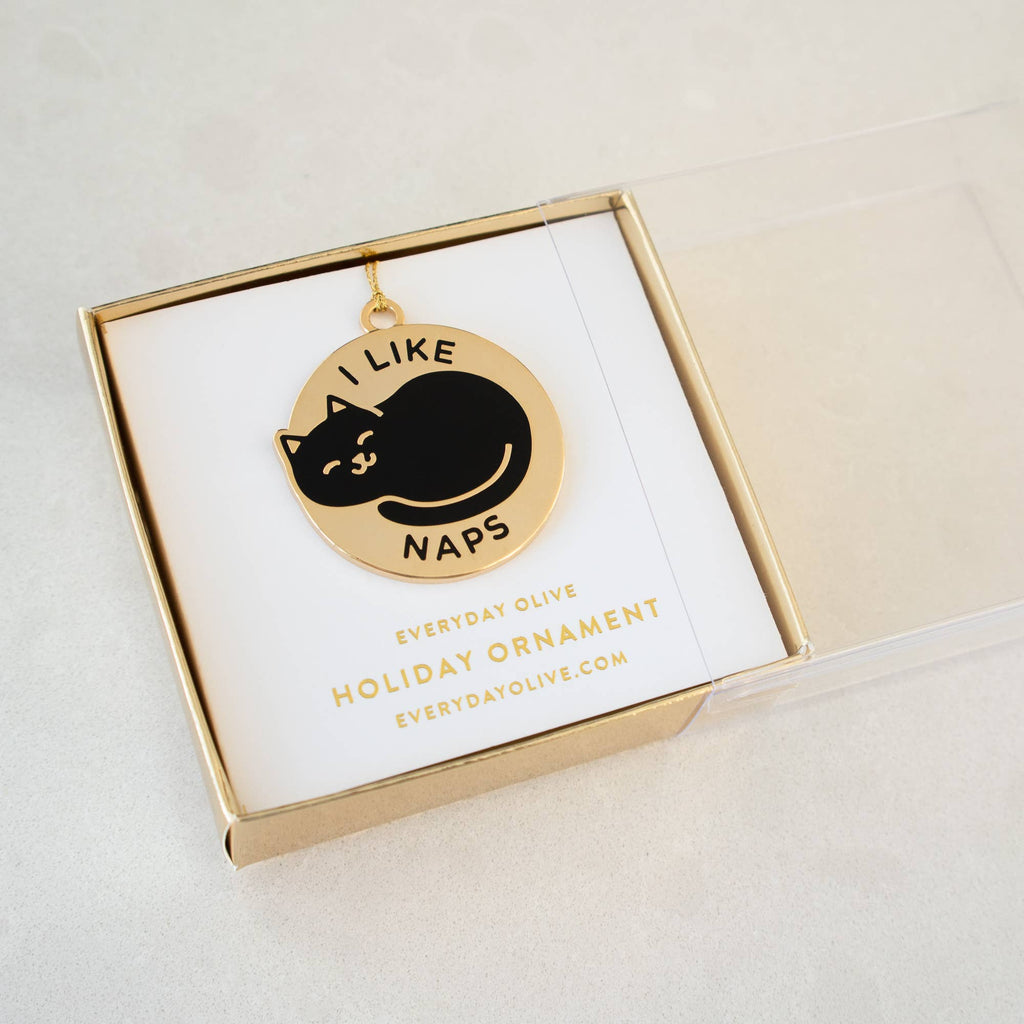 I LIKE
NAPS
EVERYDAY OLIVE
HOLIDAY ORNAMENT
EVERYDAYOLIVE.COM